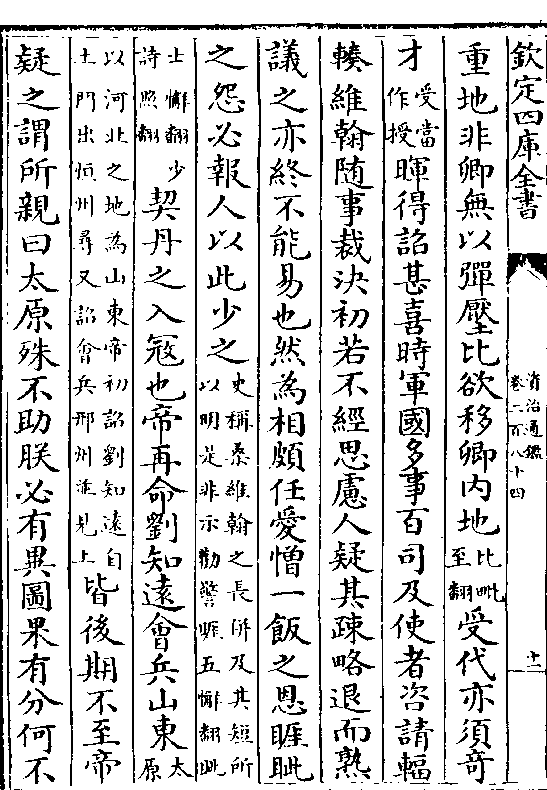 欽定四庫全書
資治通鑑
卷二百八十四
十二
重地非卿無以彈壓比欲移卿内地比毗至翻受代亦須奇
才受當作授暉得詔甚喜時軍國多事百司及使者咨請輻
輳維翰随事裁決初若不經思慮人疑其疎略退而熟
議之亦終不能易也然為相頗任愛憎一飯之恩睚眦
之怨必報人以此少之史稱桑維翰之長併及其短所以明是非示勸警睚五懈翻眦
士懈翻少詩照翻契丹之入寇也帝再命劉知遠會兵山東太原
以河北之地為山東帝初詔劉知遠自土門出恒州尋又詔會兵邢州並見上皆後期不至帝
疑之謂所親曰太原殊不助朕必有異圖果有分何不